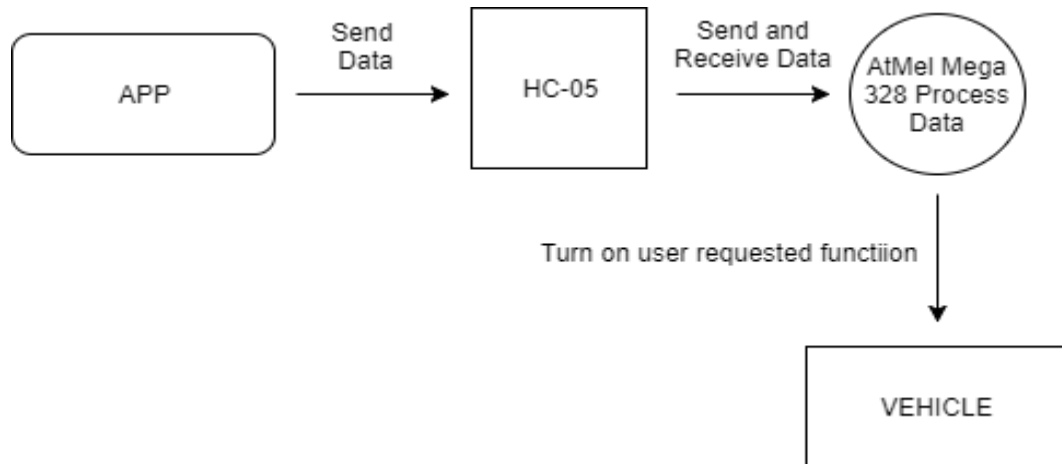 Send
Data
Send and
Receive Data
APP
HC-05
AtMel Mega
328 Process
Data
Turn on user requested functiion
VEHICLE